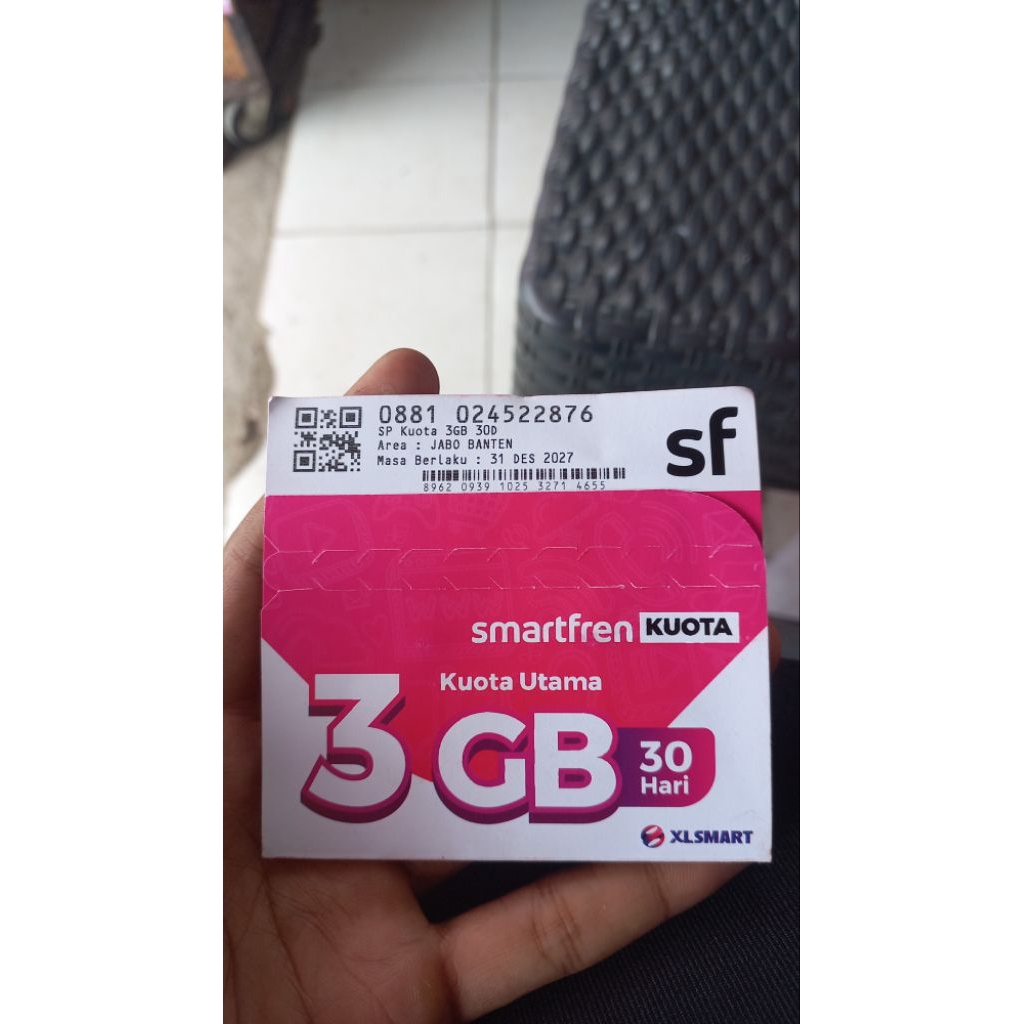 0881 024522876
SP Kuota 3GB 30D
Area : JABO BANTEN
Masa Berlaku : 31 DES 2027
8962 0939 1025 3271 4655
sf
smartfren KUOTA
Kuota Utama
3 GB
30
Hari
XLSMART